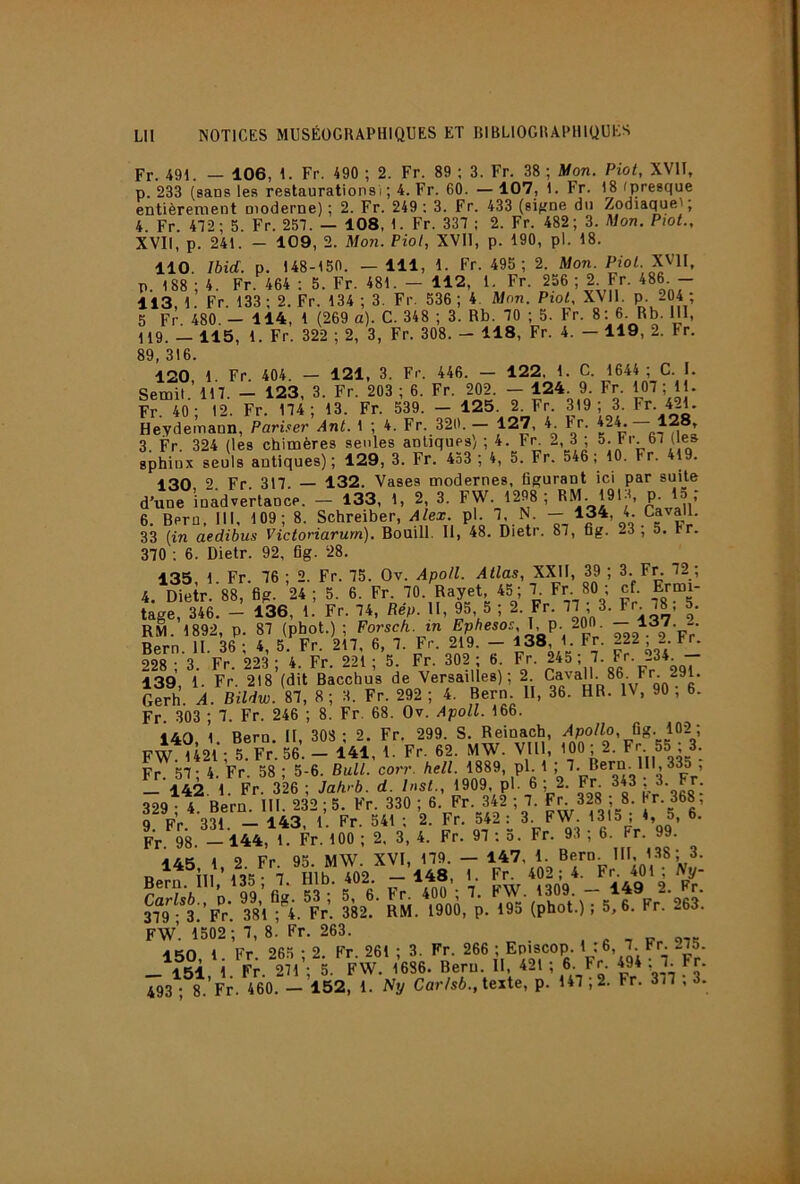 LII NOTICES MUSÉOGRAPHIQUES ET BIBLIOGRAPHIQUES
Fr. 491. — 106, 1. Fr. 490 ; 2. Fr. 89 ; 3. Fr. 38 ; Mon. Piot, XVII,
p. 233 (sans les restaurations) ; 4. Fr. 60. — 107, 1. Fr. 18 (presque
entièrement moderne) ; 2. Fr. 249 ; 3. Fr. 433 (signe du Zodiaque) ;
4. Fr. 472 ; 5. Fr. 257. — 108, 1. Fr. 337 ; 2. Fr. 482 ; 3. Mon. Piot.,
XVII, p. 241. — 109, 2. Mon. Piot, XVII, p. 190, pl. 18.
110. Ibid. p. 148-150. — 111, 1. Fr. 495 ; 2. Mon. Piot. XVII,
p. 188 ; 4. Fr. 464 ; 5. Fr. 481. — 112, 1. Fr. 256 ; 2. Fr. 486. —
113, 1. Fr. 133 ; 2. Fr. 134 ; 3. Fr. 536 ; 4. Mon. Piot, XVII. p. 204 ;
5 Fr. 480. — 114, 1 (269 a). C. 348 ; 3. Rb. 70 ; 5. Fr. 8 ; 6. Rb. III,
119. — 115, 1. Fr. 322 ; 2, 3, Fr. 308. — 118, Fr. 4. — 119, 2. Fr.
89, 316.
120, 1. Fr. 404. — 121, 3. Fr. 446. — 122, 1. C. 1644 ; C. I.
Semit. 117. — 123, 3. Fr. 203 ; 6. Fr. 202. — 124. 9. Fr. 107 ; 11.
Fr. 40 ; 12. Fr. 174 ; 13. Fr. 539. — 125. 2. Fr. 319 ; 3. Fr. 421.
Heydemann, Pariser Ant. 1 ; 4. Fr. 320. — 127, 4. Fr. 424. — 128,
3. Fr. 324 (les chimères seules antiques) ; 4. Fr. 2, 3 ; 5. Fr. 67 (les
sphinx seuls antiques) ; 129, 3. Fr. 453 ; 4, 5. Fr. 546 ; 10. Fr. 419.
130, 2. Fr. 317. — 132. Vases modernes, figurant ici par suite
d'une inadvertance. — 133, 1, 2, 3. FW. 1298 ; RM. 1913, p. 15 ;
6. Bern, III, 109 ; 8. Schreiber, Alex. pl. 7, N. — 134, 4. Cavall.
33 (in aedibus Victoriarum). Bouill. II, 48. Dietr. 87, fig. 23 ; 5. Fr.
370 ; 6. Dietr. 92, fig. 28.
135, 1. Fr. 76 ; 2. Fr. 75. Ov. Apoll. Atlas, XXII, 39 ; 3. Fr. 72 ;
4. Dietr. 88, fig. 24 ; 5. 6. Fr. 70. Rayet, 45 ; 7. Fr. 80 ; cf. Ermi-
tage, 346. — 136, 1. Fr. 74, Rép. II, 95, 5 ; 2. Fr. 77 ; 3. Fr. 78 ; 5.
RM. 1892, p. 87 (phot.) ; Forsch. in Ephesos, I, p. 200. — 137, 2.
Bern. II. 36 ; 4, 5. Fr. 217, 6, 7. Fr. 219. — 138, 1. Fr. 222 ; 2. Fr.
228 ; 3. Fr. 223 ; 4. Fr. 221 ; 5. Fr. 302 ; 6. Fr. 245 ; 7. Fr. 234. —
139, 1. Fr. 218 (dit Bacchus de Versailles) ; 2. Cavall. 86. Fr. 291.
Gerh. A. Bildw. 87, 8 ; 3. Fr. 292 ; 4. Bern. II, 36. HR. IV, 90 ; 6.
Fr. 303 ; 7. Fr. 246 ; 8. Fr. 68. Ov. Apoll. 166.
140, 1. Bern. II, 308 ; 2. Fr. 299. S. Reinach, Apollo, fig. 102 ;
FW. 1421 ; 5. Fr. 56. — 141, 1. Fr. 62. MW. VIII, 100 ; 2. Fr. 55 ; 3.
Fr. 57 ; 4. Fr. 58 ; 5-6. Bull. corr. hell. 1889, pl. 1 ; 7. Bern. III, 335 ;
— 142. 1. Fr. 326 ; Jahrb. d. Inst., 1909, pl. 6 ; 2. Fr. 343 ; 3. Fr.
329 ; 4. Bern. III. 232 ; 5. Fr. 330 ; 6. Fr. 342 ; 7. Fr. 328 ; 8. Fr. 368 ;
9. Fr. 331. — 143, 1. Fr. 541 ; 2. Fr. 542 ; 3. FW. 1315 ; 4, 5, 6.
Fr. 98. — 144, 1. Fr. 100 ; 2, 3, 4. Fr. 97 ; 5. Fr. 93 ; 6. Fr. 99.
145, 1, 2. Fr. 95. MW. XVI, 179. — 147, 1. Bern. III, 138 ; 3.
Bern. III, 135 ; 7. Hlb. 402. — 148, 1. Fr. 402 ; 4. Fr. 401 ; Ny-
Carlsb., p. 99, fig. 53 ; 5, 6. Fr. 400 ; 7. FW. 1309. — 149 2. Fr.
379 ; 3. Fr. 381 ; 4. Fr. 382. RM. 1900, p. 195 (phot.) ; 5, 6. Fr. 263.
FW. 1502 ; 7, 8. Fr. 263.
150, 1. Fr. 265 ; 2. Fr. 261 ; 3. Fr. 266 ; Episcop. 1 ; 6, 7. Fr. 275.
— 151, 1. Fr. 271 ; 5. FW. 1686. Bern. II, 421 ; 6. Fr. 494 ; 7. Fr.
493 ; 8. Fr. 460. — 152, 1. Ny Carlsb., texte, p. 147 ; 2. Fr. 377 ; 3.